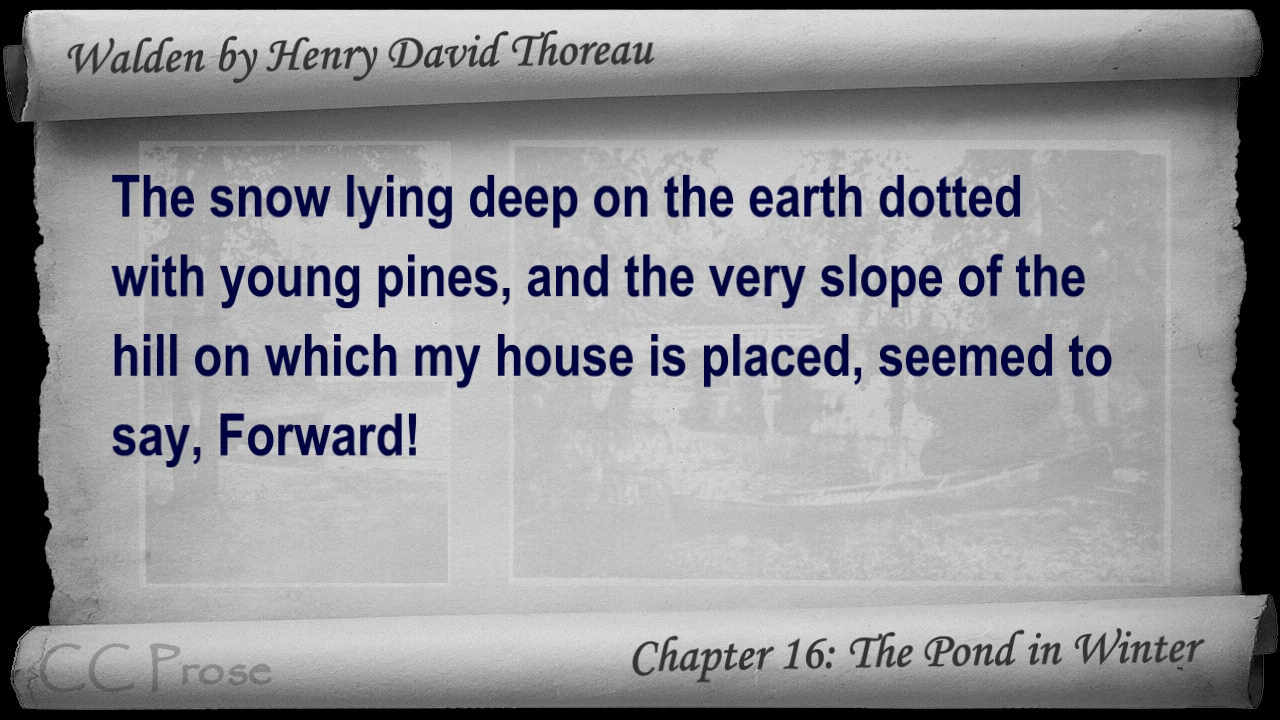 Walden by Henry David Thoreau
The snow lying deep on the earth dotted
with young pines, and the very slope of the
hill on which my house is placed, seemed to
say, Forward!
CC Prose
Chapter 16: The Pond in Winter